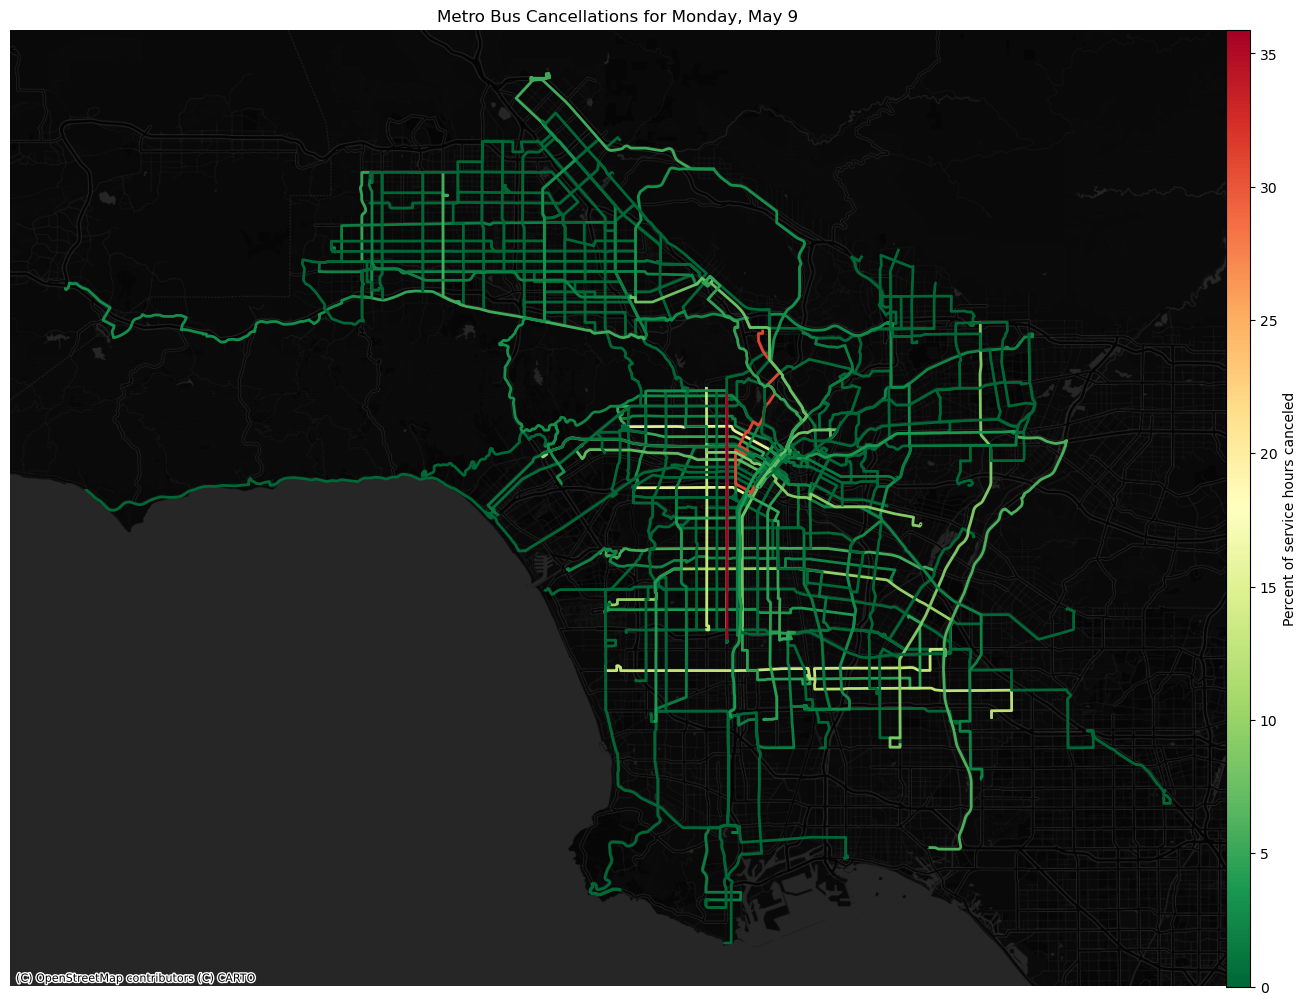 Metro Bus Cancellations for Monday, May 9
35
30
25
20
15
10
5
0
Percent of service hours canceled
(C) OpenStreetMap contributors (C) CARTO